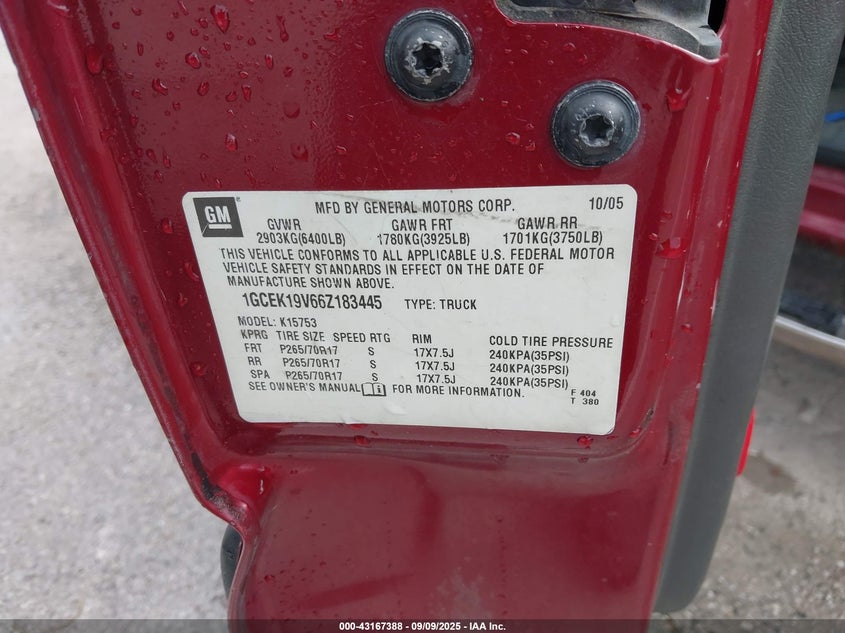 GM ® MFD BY GENERAL MOTORS CORP. 10/05
GVWR GAWR FRT GAWR RR
2903KG(6400LB) 1780KG(3925LB) 1701KG(3750LB)
THIS VEHICLE CONFORMS TO ALL APPLICABLE U.S. FEDERAL MOTOR
VEHICLE SAFETY STANDARDS IN EFFECT ON THE DATE OF
MANUFACTURE SHOWN ABOVE.
1GCEK19V66Z183445 TYPE: TRUCK
MODEL: K15753
KPRG TIRE SIZE SPEED RTG RIM COLD TIRE PRESSURE
FRT P265/70R17 S 17X7.5J 240KPA(35PSI)
RR P265/70R17 S 17X7.5J 240KPA(35PSI)
SPA P265/70R17 S 17X7.5J 240KPA(35PSI)
SEE OWNER'S MANUAL FOR MORE INFORMATION. F 404
T 380
000-43167388 - 09/09/2025 - IAA Inc.